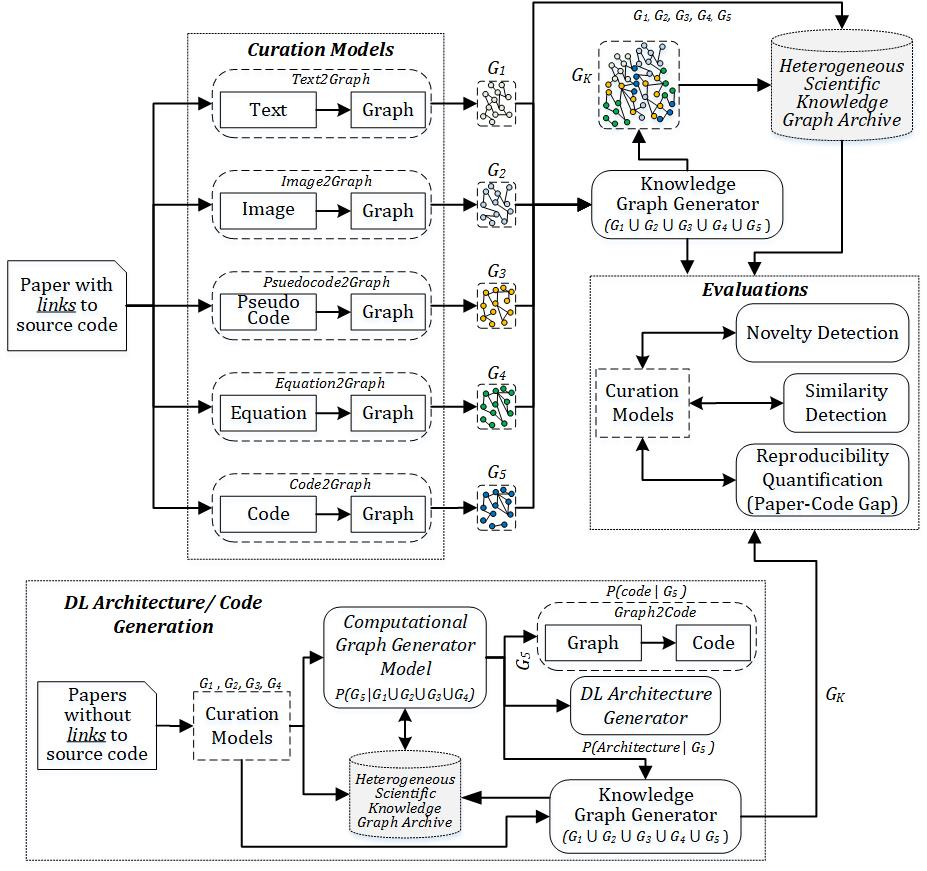 G1, G2, G3, G4, G5
Curation Models
Text2Graph
Text
Graph
G1
GK
Heterogeneous
Scientific
Knowledge
Graph Archive
Image2Graph
Image
Graph
G2
Knowledge
Graph Generator
(G1 ⋃ G2 ⋃ G3 ⋃ G4 ⋃ G5 )
Paper with
links to
source code
Psuedocode2Graph
Pseudo
Code
Graph
G3
Equation2Graph
Equation
Graph
G4
Code2Graph
Code
Graph
G5
Evaluations
Novelty Detection
Curation
Models
Similarity
Detection
Reproducibility
Quantification
(Paper-Code Gap)
DL Architecture/ Code
Generation
Papers
without
links to
source code
G1 , G2, G3, G4
Curation
Models
Computational
Graph Generator
Model
P(G5|G1⋃G2⋃G3⋃G4)
Heterogeneous
Scientific
Knowledge
Graph Archive
G5
P(code| G5 )
Graph2Code
Graph
Code
DL Architecture
Generator
P(Architecture| G5 )
Knowledge
Graph Generator
(G1 ⋃ G2 ⋃ G3 ⋃ G4 ⋃ G5 )
GK